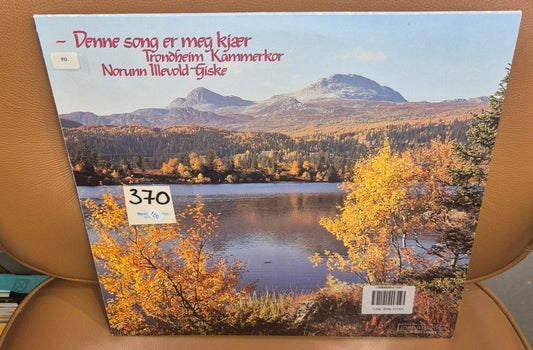 - Denne song er meg kjær
Trondheim Kammerkor
Norunn Illevold Giske
370